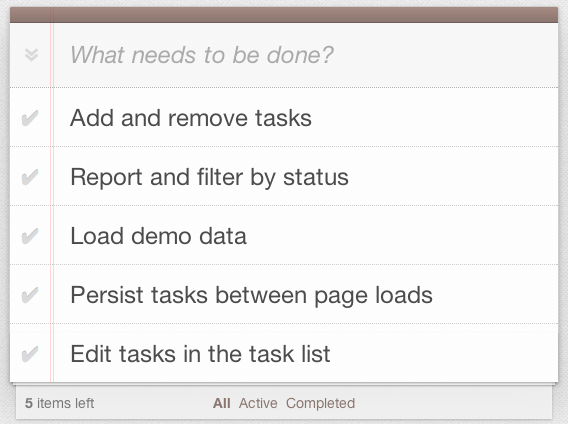 What needs to be done?
Add and remove tasks
Report and filter by status
Load demo data
Persist tasks between page loads
Edit tasks in the task list
5 items left All Active Completed